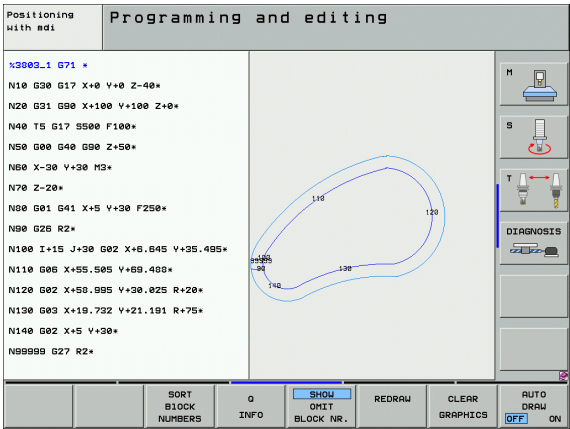 Positioning
with mdi
Programming and editing
%3803_1 G71 *
N10 G30 G17 X+0 Y+0 Z-40*
N20 G31 G90 X+100 Y+100 Z+0*
N40 T5 G17 S500 F100*
N50 G00 G40 G90 Z+50*
N60 X-30 Y+30 M3*
N70 Z-20*
N80 G01 G41 X+5 Y+30 F250*
N90 G26 R2*
N100 I+15 J+30 G02 X+6.645 Y+35.495*
N110 G06 X+55.505 Y+69.488*
N120 G02 X+58.995 Y+30.025 R+20*
N130 G03 X+19.732 Y+21.191 R+75*
N140 G02 X+5 Y+30*
N99999 G27 R2*
110
120
90
130
140
M
S
T
DIAGNOSIS
SORT
BLOCK
NUMBERS
Q
INFO
SHOW
OMIT
BLOCK NR.
REDRAW
CLEAR
GRAPHICS
AUTO
DRAW
OFF ON